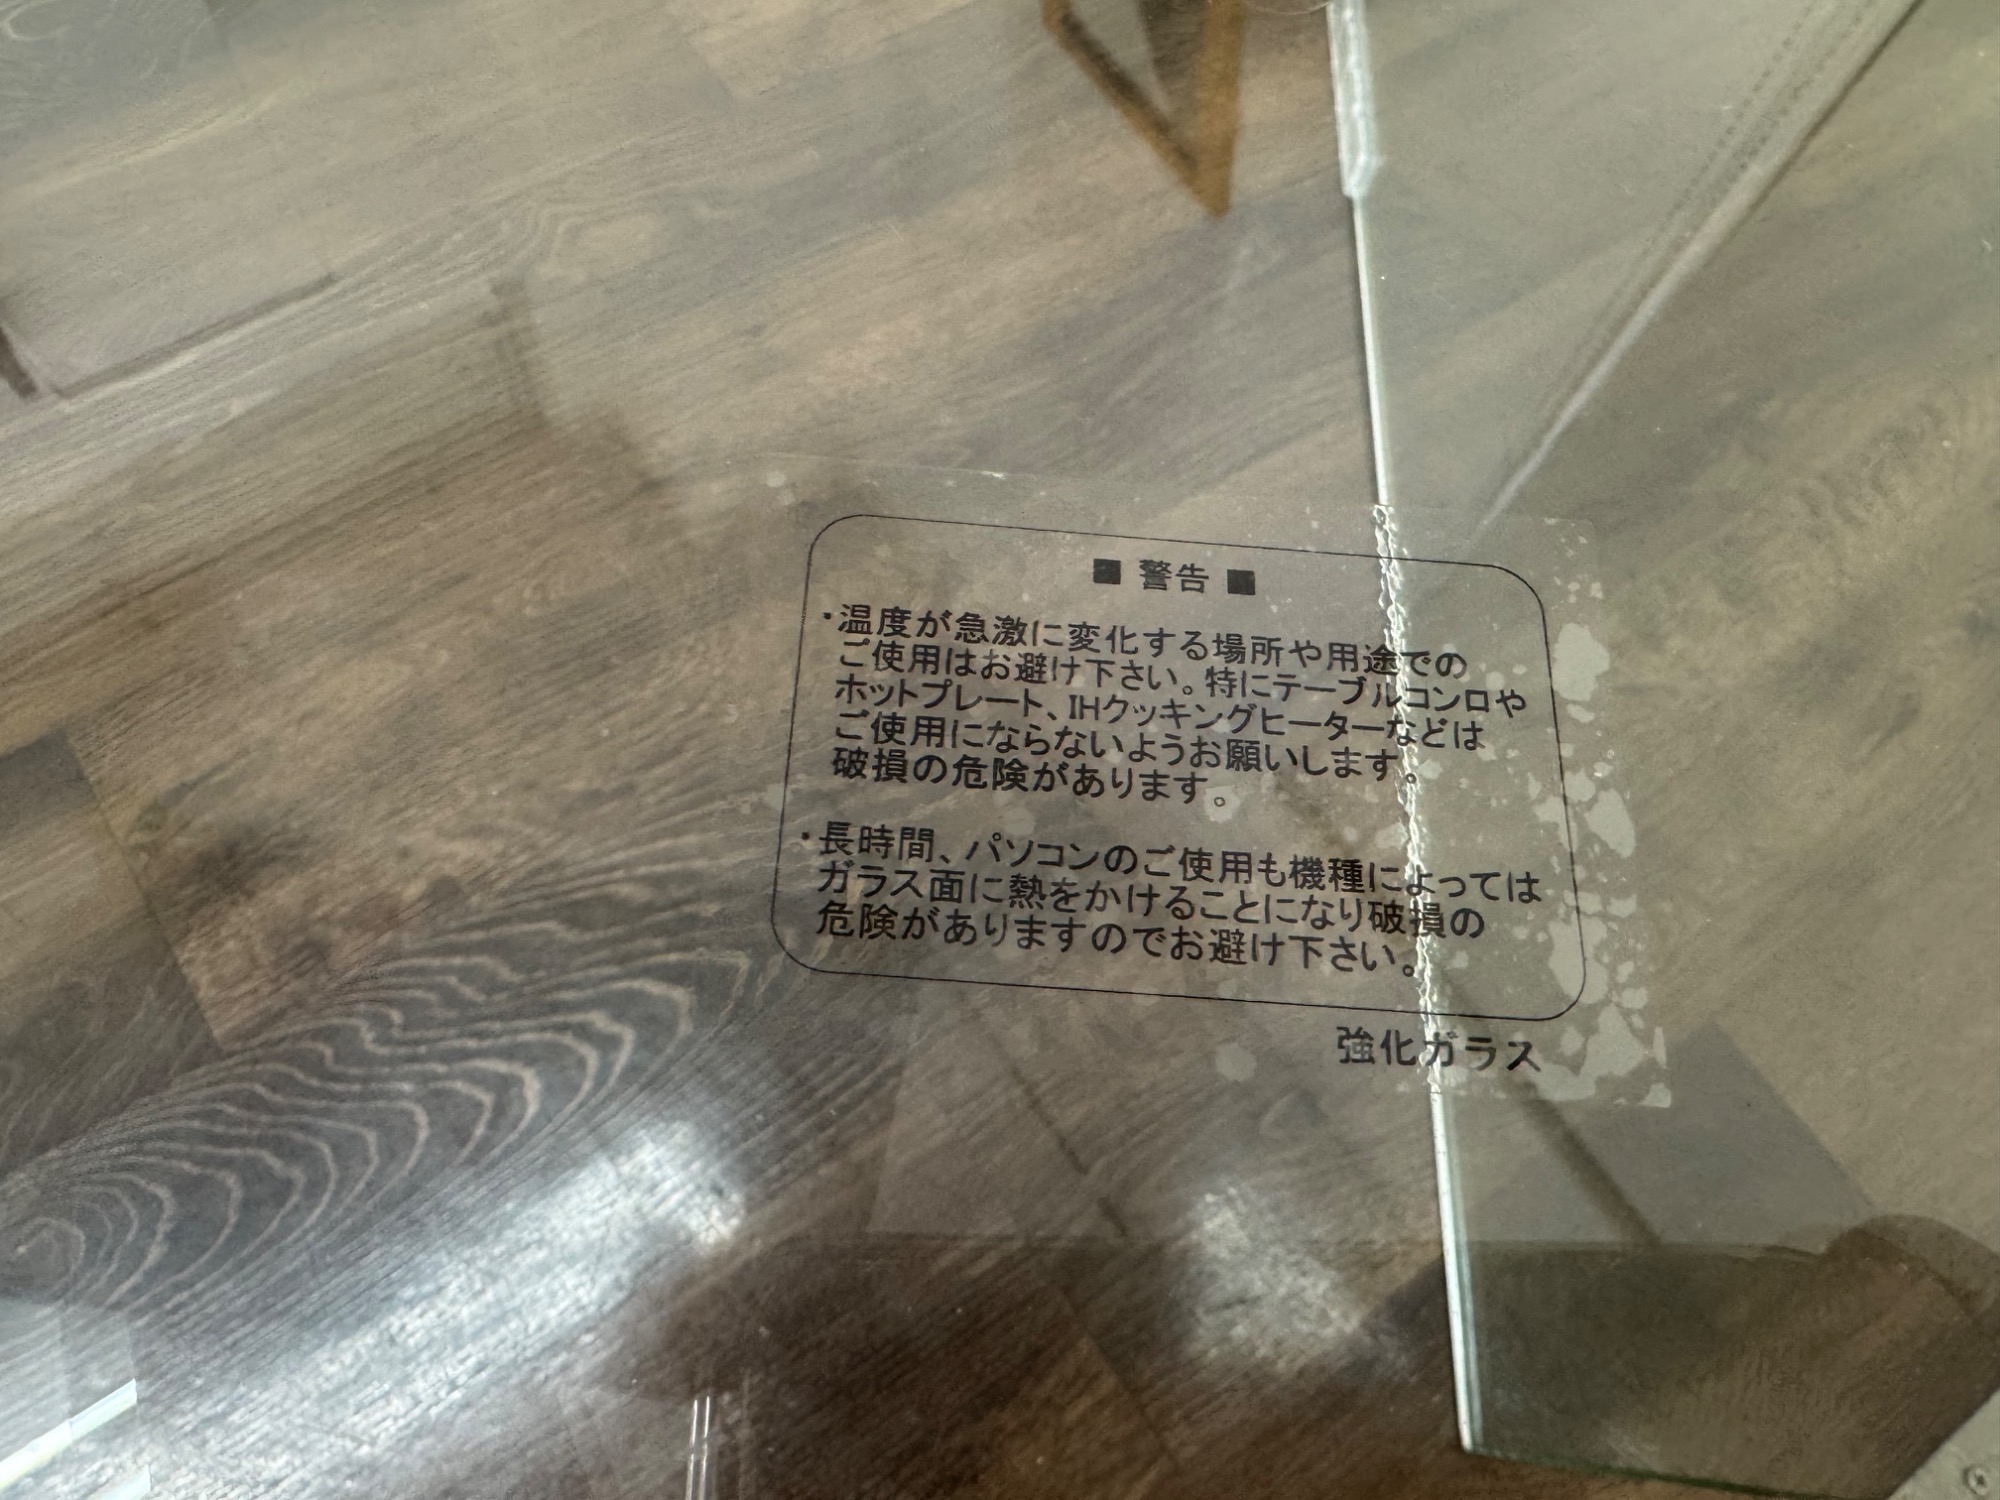 ■ 警告 ■
・温度が急激に変化する場所や用途での
ご使用はお避け下さい。特にテーブルコンロや
ホットプレート、IHクッキングヒーターなどは
ご使用にならないようお願いします。
破損の危険があります。
・長時間、パソコンのご使用も機種によっては
ガラス面に熱をかけることになり破損の
危険がありますのでお避け下さい。
強化ガラス